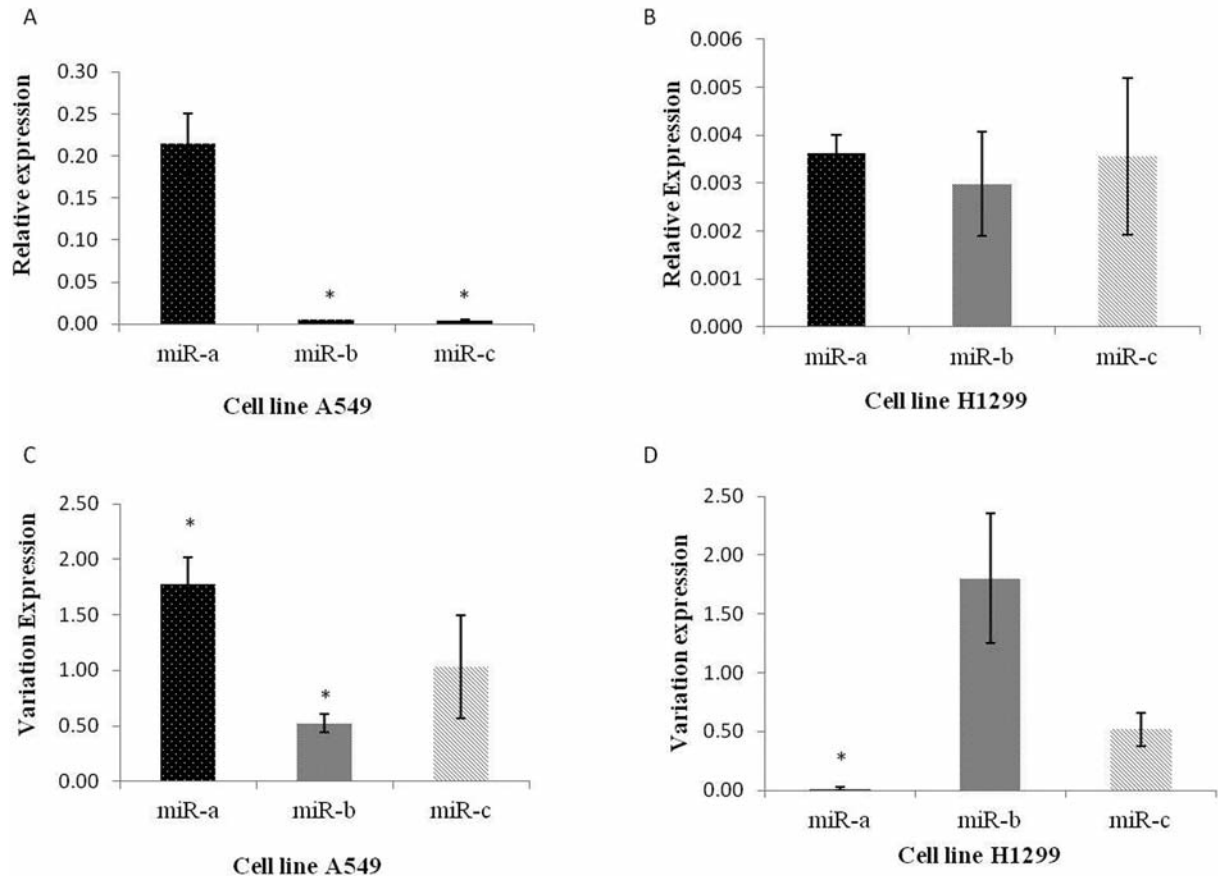 A
Relative expression
0.30
0.25
0.20
0.15
0.10
0.05
0.00
*
*
miR-a miR-b miR-c
Cell line A549
B
Relative Expression
0.006
0.005
0.004
0.003
0.002
0.001
0.000
miR-a miR-b miR-c
Cell line H1299
C
Variation Expression
2.50
2.00
1.50
1.00
0.50
0.00
*
*
miR-a miR-b miR-c
Cell line A549
D
Variation expression
2.50
2.00
1.50
1.00
0.50
0.00
*
miR-a miR-b miR-c
Cell line H1299